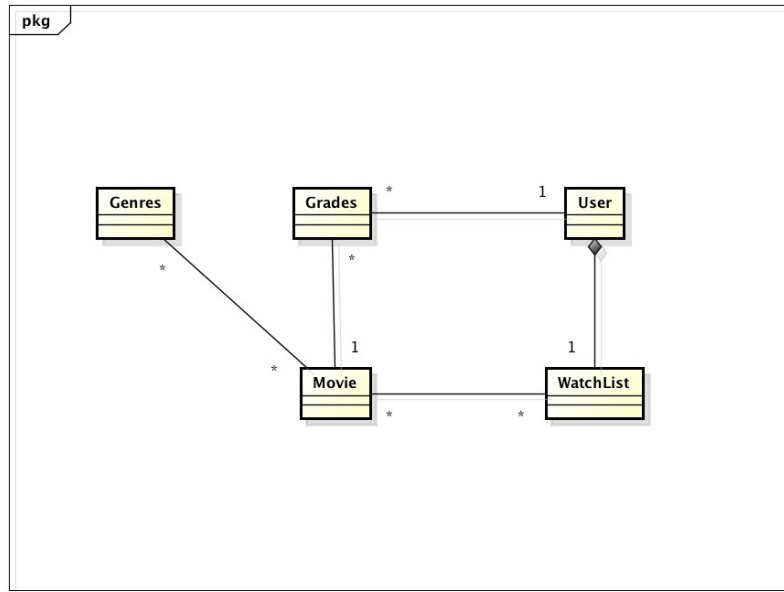 pkg
* 1
Genres Grades User
* *
1 1
*
Movie WatchList
* *